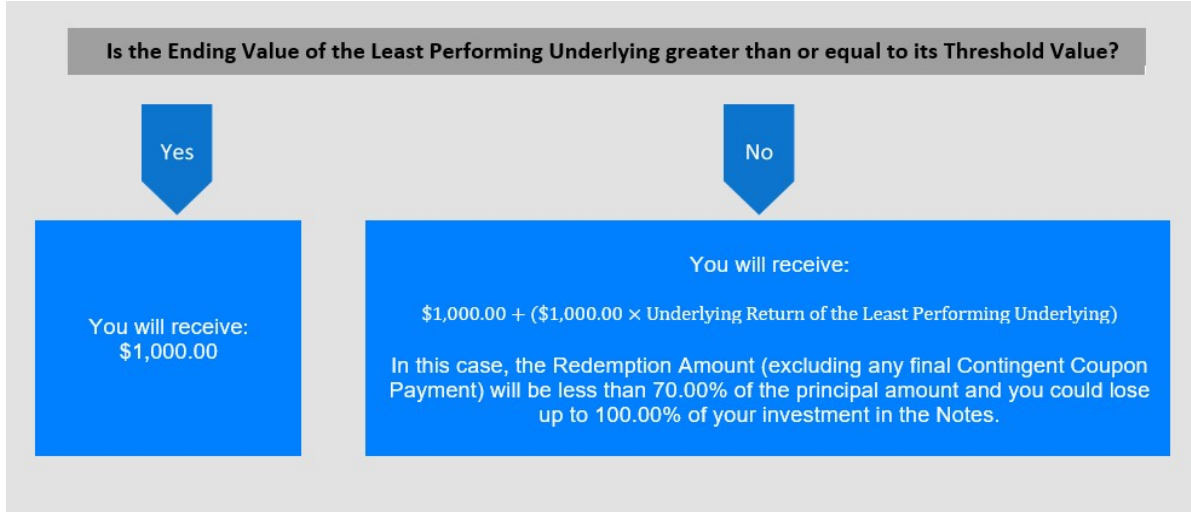 Is the Ending Value of the Least Performing Underlying greater than or equal to its Threshold Value?
Yes
No
You will receive:
$1,000.00
You will receive:
$1,000.00 + ($1,000.00 × Underlying Return of the Least Performing Underlying)
In this case, the Redemption Amount (excluding any final Contingent Coupon
Payment) will be less than 70.00% of the principal amount and you could lose
up to 100.00% of your investment in the Notes.